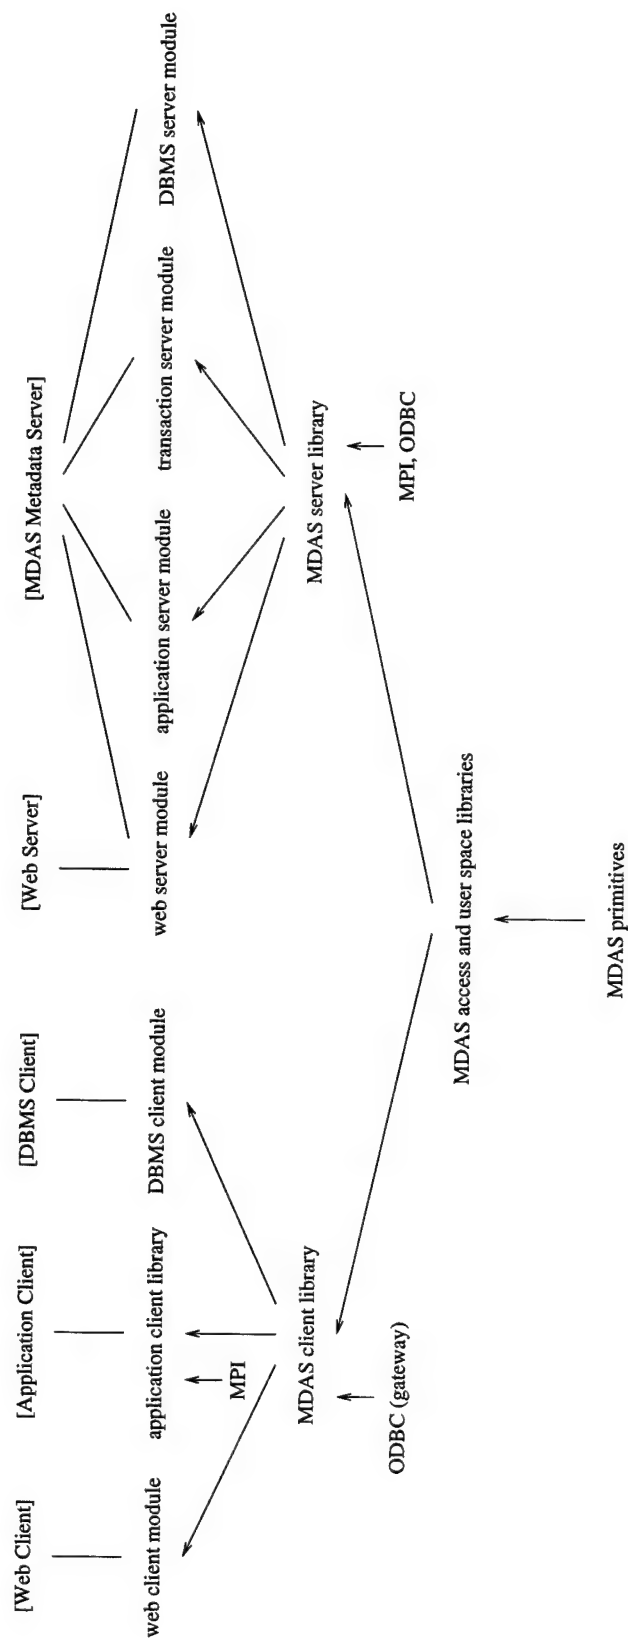 [Web Client]
[Application Client]
[DBMS Client]
[Web Server]
[MDAS Metadata Server]
web client module
application client library
DBMS client module
web server module
application server module
transaction server module
DBMS server module
MPI
MDAS client library
MDAS server library
ODBC (gateway)
MPI, ODBC
MDAS access and user space libraries
MDAS primitives